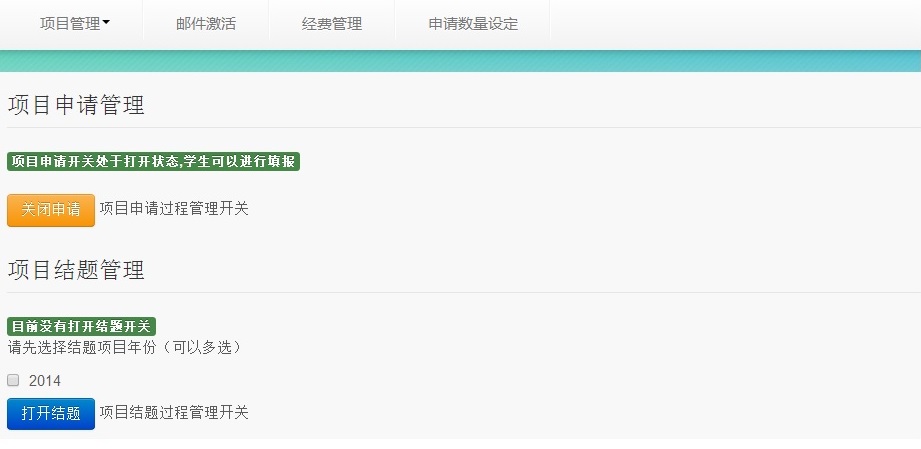 项目管理 邮件激活 经费管理 申请数量设定
项目申请管理
项目申请开关处于打开状态,学生可以进行填报
关闭申请 项目申请过程管理开关
项目结题管理
目前没有打开结题开关
请先选择结题项目年份（可以多选）
2014
打开结题 项目结题过程管理开关